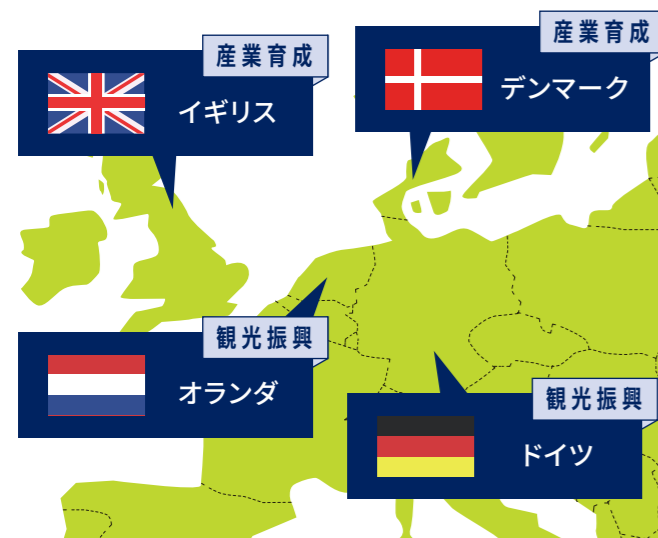 産業育成
イギリス
産業育成
デンマーク
観光振興
オランダ
観光振興
ドイツ